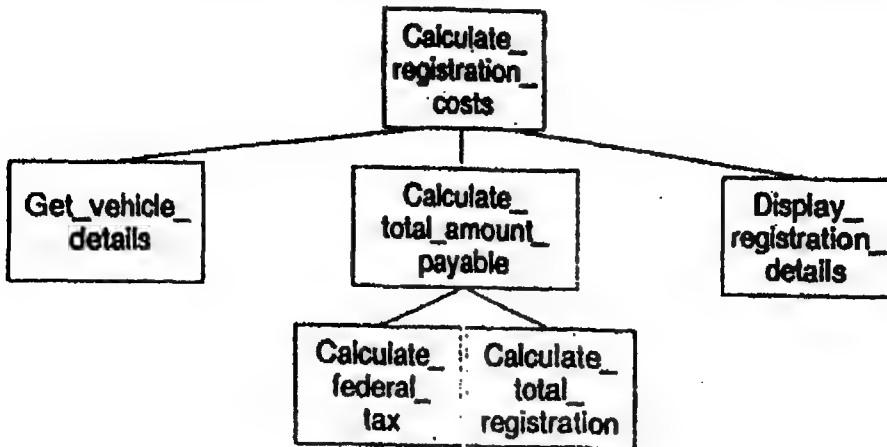 Calculate_
registration_
costs
Get_vehicle_
details
Calculate_
total_amount_
payable
Display_
registration_
details
Calculate_
federal_
tax
Calculate_
total_
registration